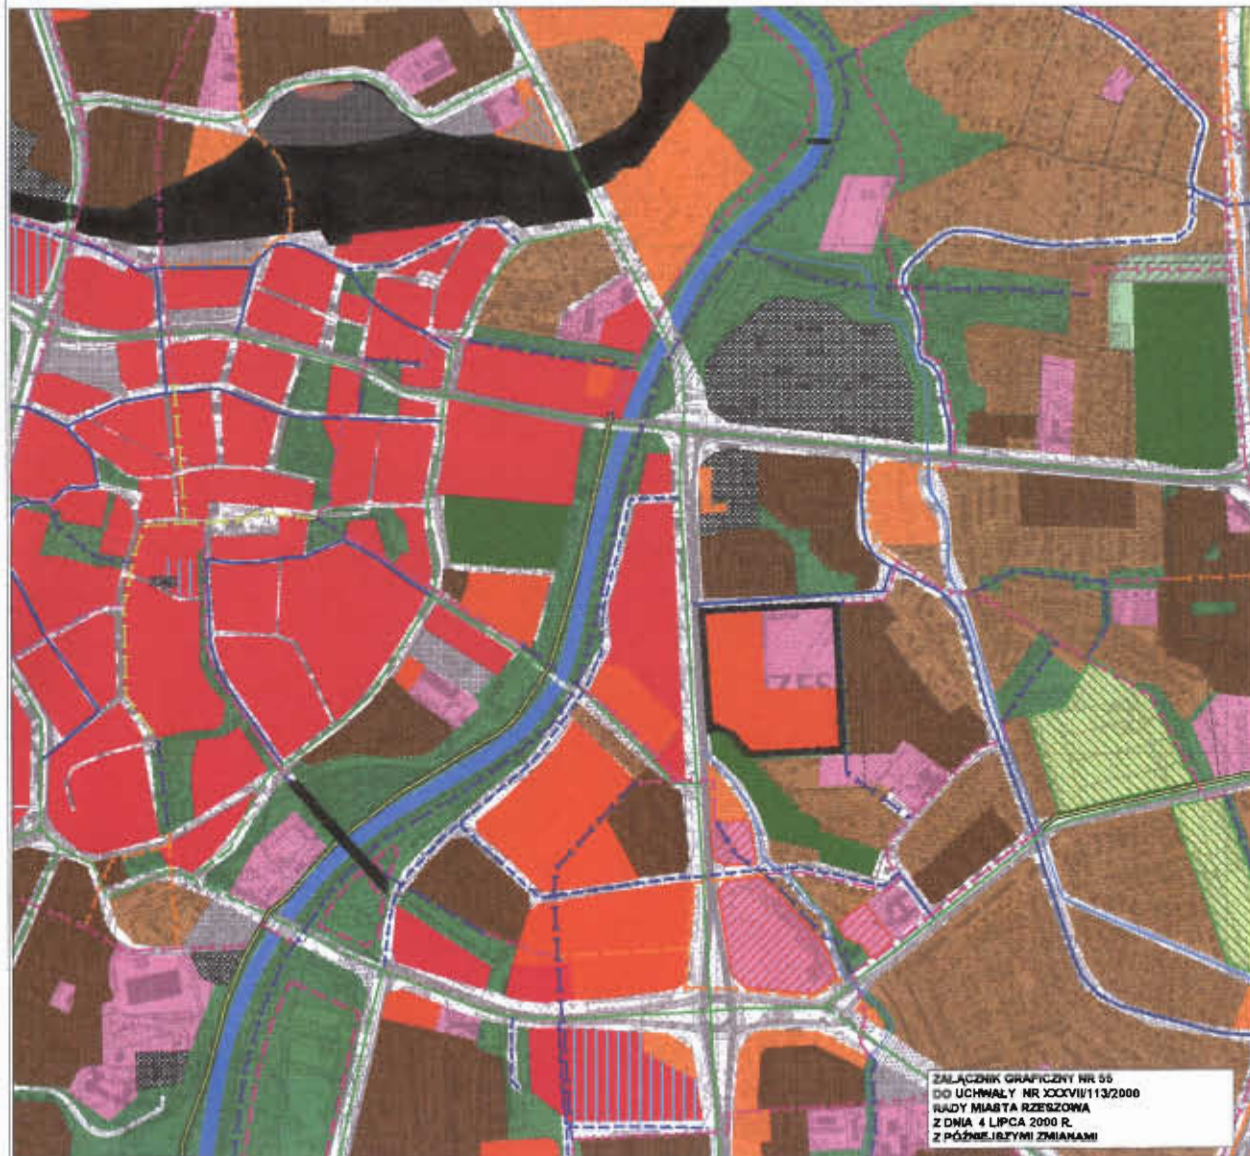 ZES
ZAŁĄCZNIK GRAFICZNY NR 55
DO UCHWAŁY NR XXXVII/113/2000
RADY MIASTA RZESZOWA
Z DNIA 4 LIPCA 2000 R.
Z PÓŹNIEJSZYMI ZMIANAMI